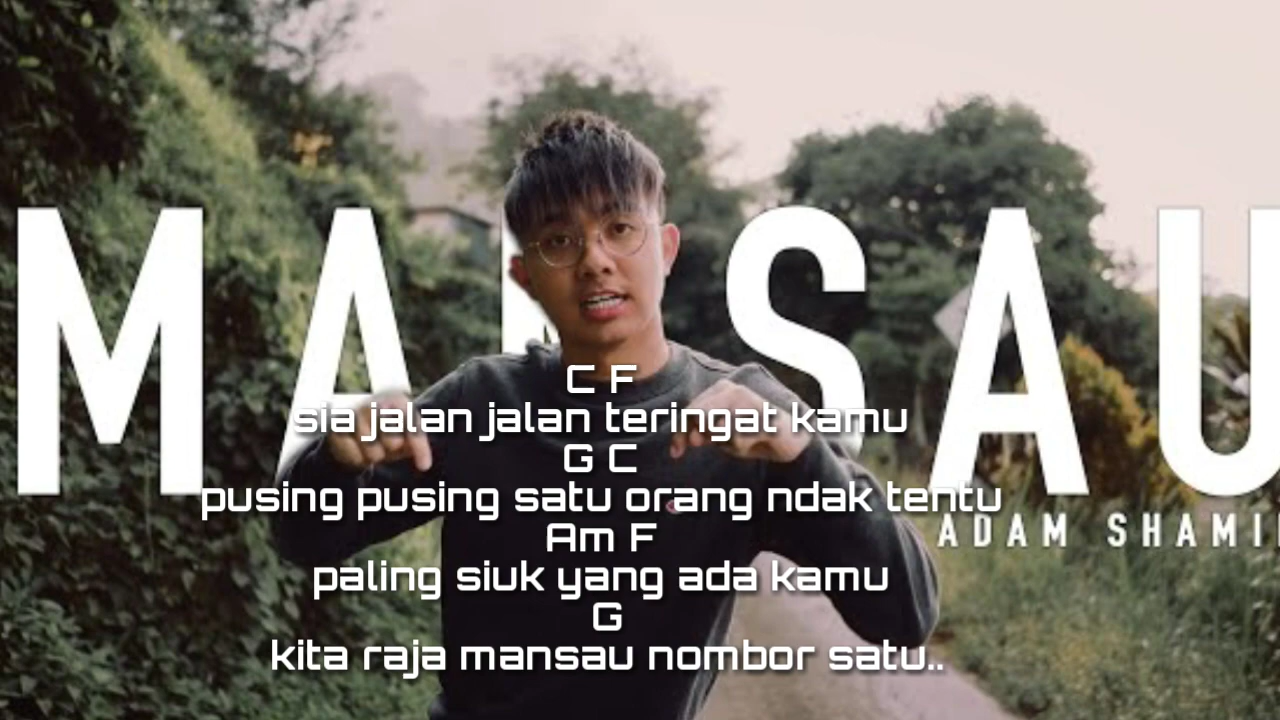 MANSAU
ADAM SHAMI
C F
sia jalan jalan teringat kamu
G C
pusing pusing satu orang ndak tentu
Am F
paling siuk yang ada kamu
G
kita raja mansau nombor satu..